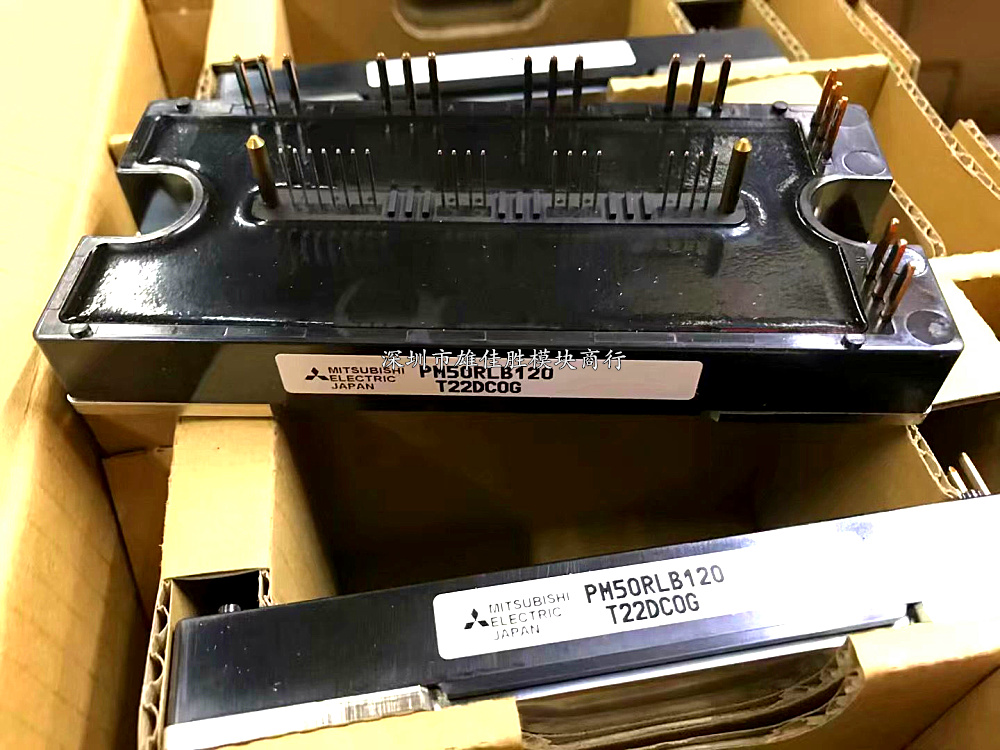 深圳市雄佳胜模块商行
MITSUBISHI
ELECTRIC
JAPAN
PM50RLB120
T22DC0G
MITSUBISHI
ELECTRIC
JAPAN
PM50RLB120
T22DC0G